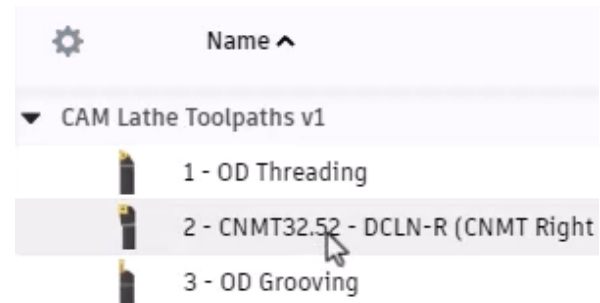 Name
CAM Lathe Toolpaths v1
1 - OD Threading
2 - CNMT32.52 - DCLN-R (CNMT Right
3 - OD Grooving